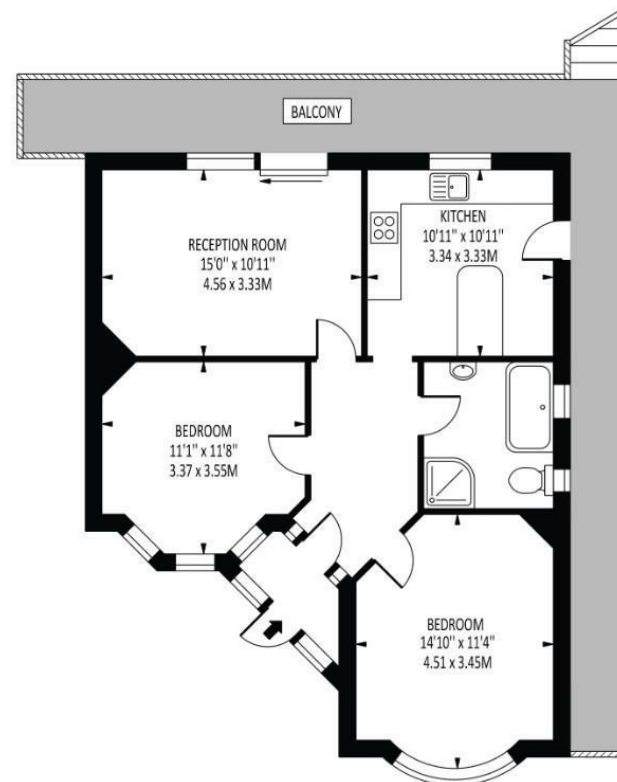 BALCONY
RECEPTION ROOM
15'0" x 10'11"
4.56 x 3.33M
KITCHEN
10'11" x 10'11"
3.34 x 3.33M
BEDROOM
11'1" x 11'8"
3.37 x 3.55M
BEDROOM
14'10" x 11'4"
4.51 x 3.45M